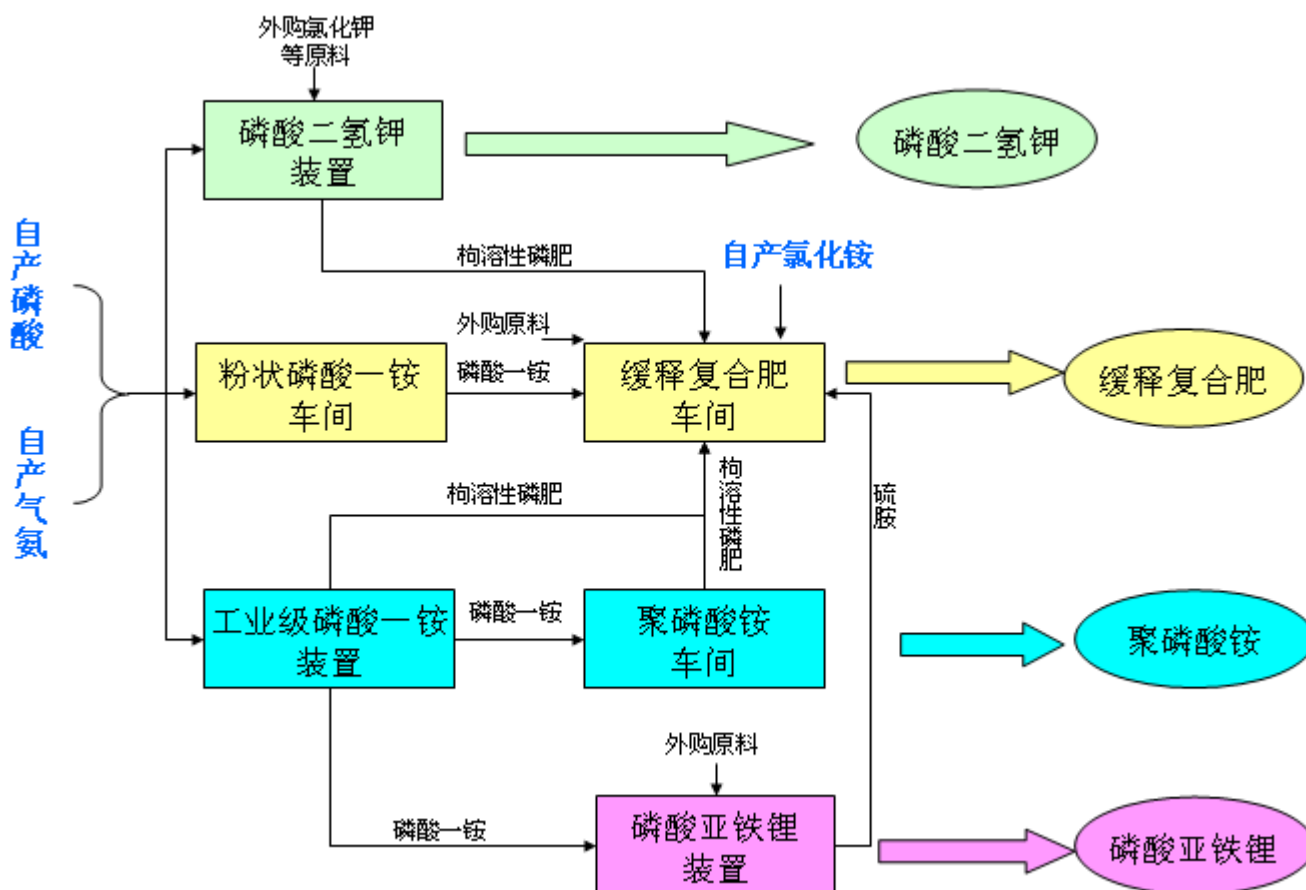 外购氯化钾
等原料
磷酸二氢钾
装置
磷酸二氢钾
自产磷酸
枸溶性磷肥
自产氯化铵
外购原料
粉状磷酸一铵
车间
磷酸一铵
缓释复合肥
车间
缓释复合肥
自产气氨
枸溶性磷肥
枸溶性磷肥
硫胺
工业级磷酸一铵
装置
磷酸一铵
聚磷酸铵
车间
聚磷酸铵
外购原料
磷酸一铵
磷酸亚铁锂
装置
磷酸亚铁锂